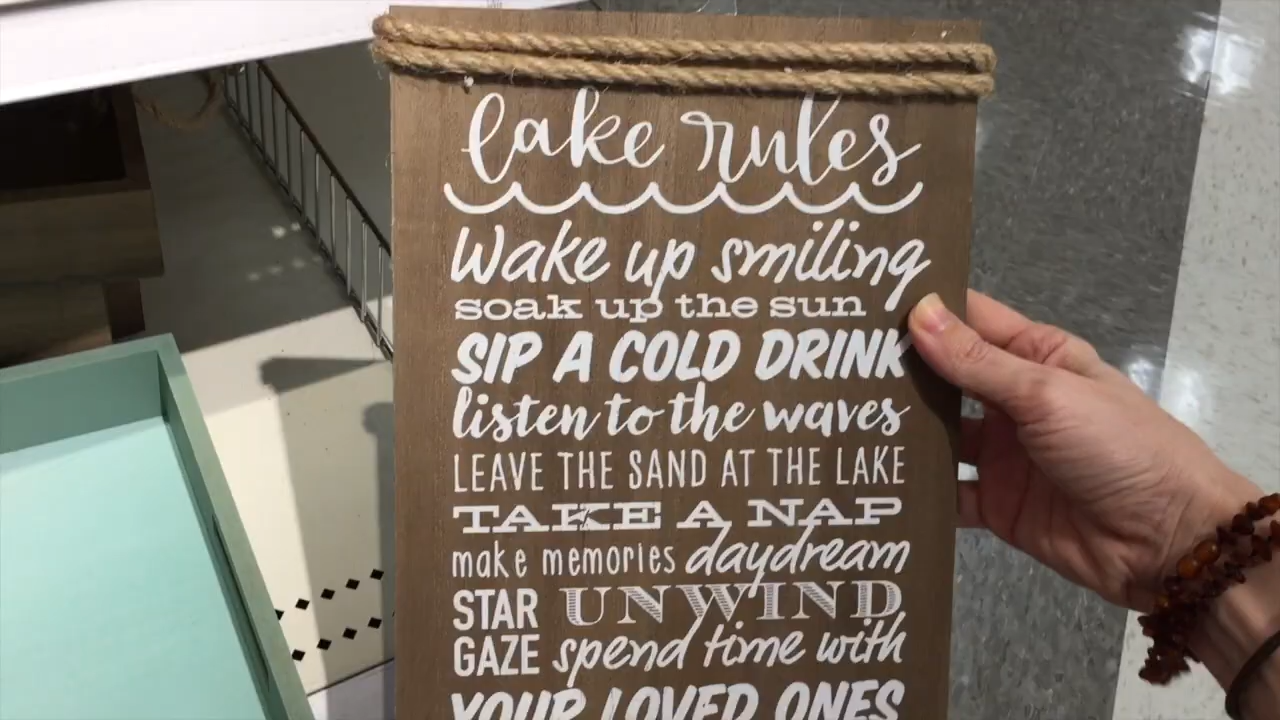 lake rules
Wake up smiling
soak up the sun
SIP A COLD DRINK
listen to the waves
LEAVE THE SAND AT THE LAKE
TAKE A NAP
make memories daydream
STAR GAZE UNWIND
spend time with
YOUR LOVED ONES